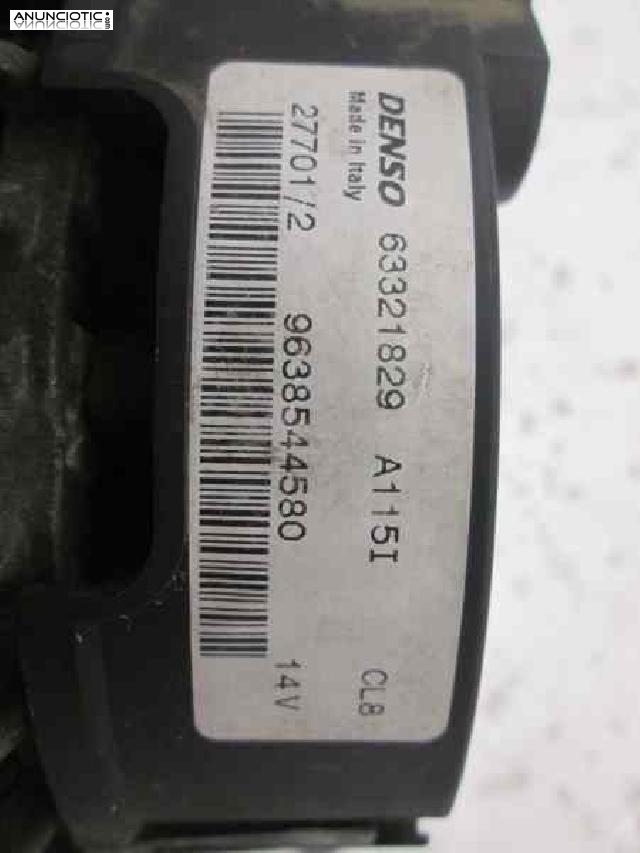 ANUNCIOTIC
.com
DENSO 63321829 A115I CL8
Made in Italy
27701/2 9638544580 14V